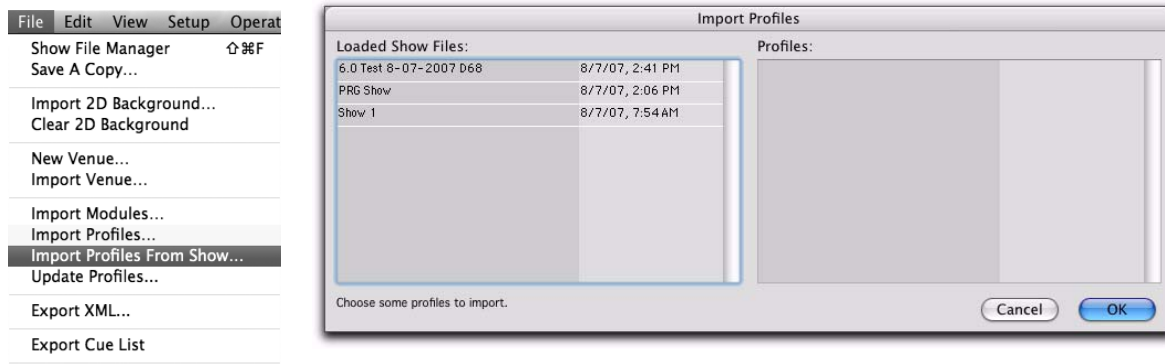 File Edit View Setup Operat
Show File Manager ⇧⌘F
Save A Copy...
Import 2D Background...
Clear 2D Background
New Venue...
Import Venue...
Import Modules...
Import Profiles...
Import Profiles From Show...
Update Profiles...
Export XML...
Export Cue List
Import Profiles
Loaded Show Files: Profiles:
6.0 Test 8-07-2007 D68 8/7/07, 2:41 PM
PRG Show 8/7/07, 2:06 PM
Show 1 8/7/07, 7:54 AM
Choose some profiles to import.
Cancel OK